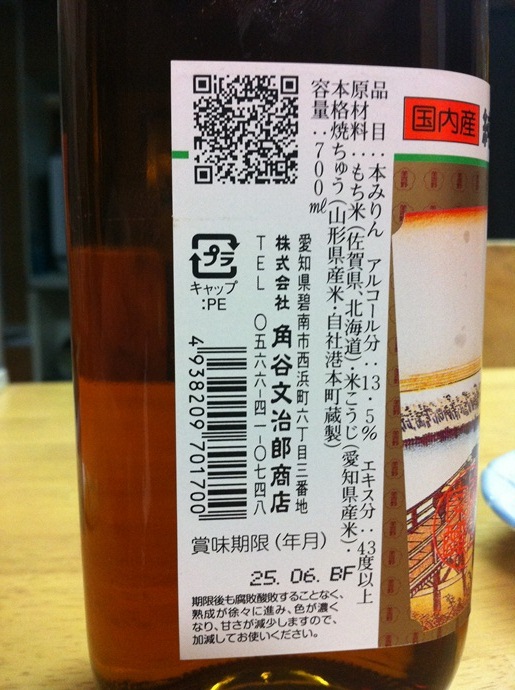 国内産
品　目：本みりん　アルコール分：13・5%　エキス分：43度以上
原材料：もち米(佐賀県、北海道)・米こうじ(愛知県産米)・
本格焼ちゅう(山形県産米・自社港本町蔵製)
容量：700㎖
愛知県碧南市西浜町六丁目三番地
株式会社 角谷文治郎商店
TEL 〇五六六ー四一ー〇七四八
プラ
キャップ
:PE
4938209 701700
賞味期限(年月)
25. 06. BF
期限後も腐敗酸敗することなく、
熟成が徐々に進み、色が濃く
なり、甘さが減少しますので、
加減してお使いください。